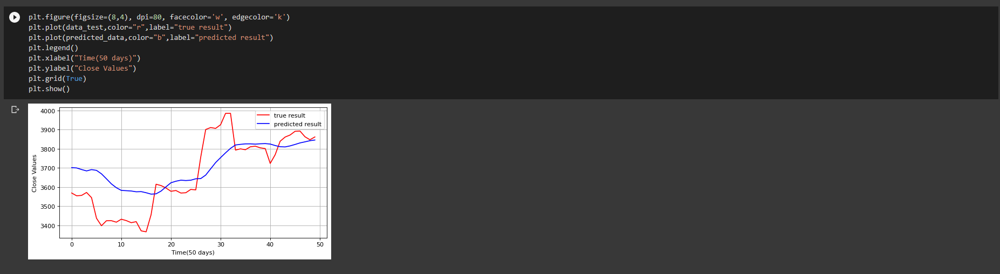 plt.figure(figsize=(8,4), dpi=80, facecolor='w', edgecolor='k')
plt.plot(data_test,color="r",label="true result")
plt.plot(predicted_data,color="b",label="predicted result")
plt.legend()
plt.xlabel("Time(50 days)")
plt.ylabel("Close Values")
plt.grid(True)
plt.show()
true result
predicted result
4000
3900
3800
3700
3600
3500
3400
Close Values
0 10 20 30 40 50
Time(50 days)